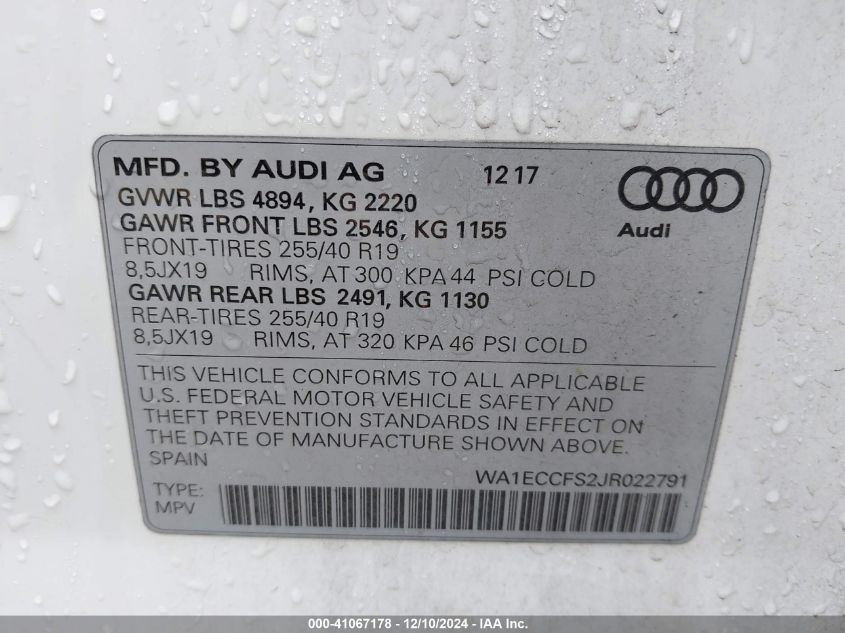 MFD. BY AUDI AG 12 17
GVWR LBS 4894, KG 2220
GAWR FRONT LBS 2546, KG 1155
Audi
FRONT-TIRES 255/40 R19
8,5JX19 RIMS, AT 300 KPA 44 PSI COLD
GAWR REAR LBS 2491, KG 1130
REAR-TIRES 255/40 R19
8,5JX19 RIMS, AT 320 KPA 46 PSI COLD
THIS VEHICLE CONFORMS TO ALL APPLICABLE
U.S. FEDERAL MOTOR VEHICLE SAFETY AND
THEFT PREVENTION STANDARDS IN EFFECT ON
THE DATE OF MANUFACTURE SHOWN ABOVE.
SPAIN
WA1ECCFS2JR022791
TYPE:
MPV
000-41067178 - 12/10/2024 - IAA Inc.